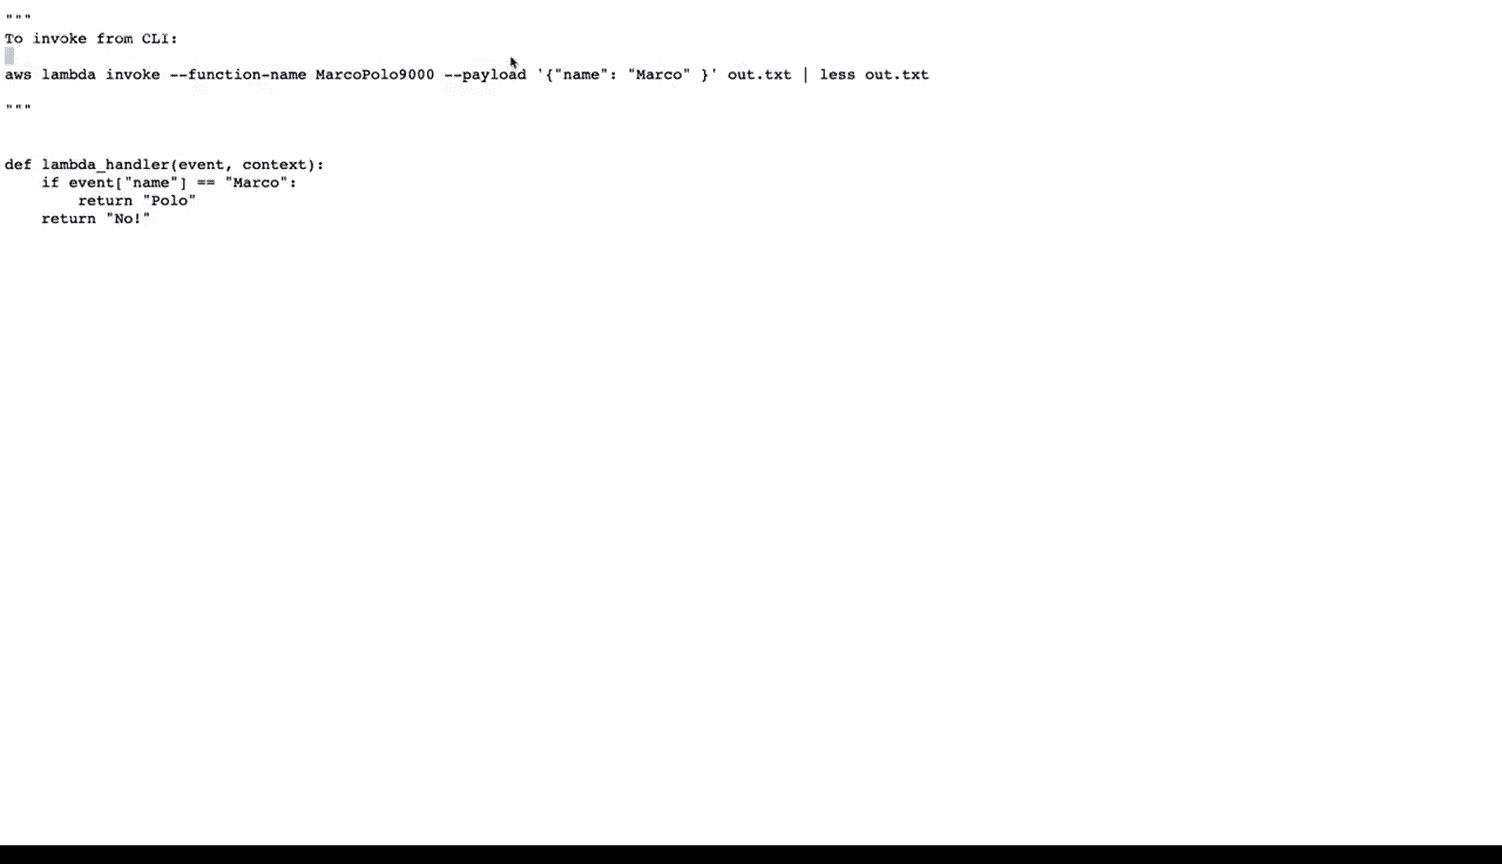 """
To invoke from CLI:
aws lambda invoke --function-name MarcoPolo9000 --payload '{"name": "Marco" }' out.txt | less out.txt
"""
def lambda_handler(event, context):
    if event["name"] == "Marco":
        return "Polo"
    return "No!"